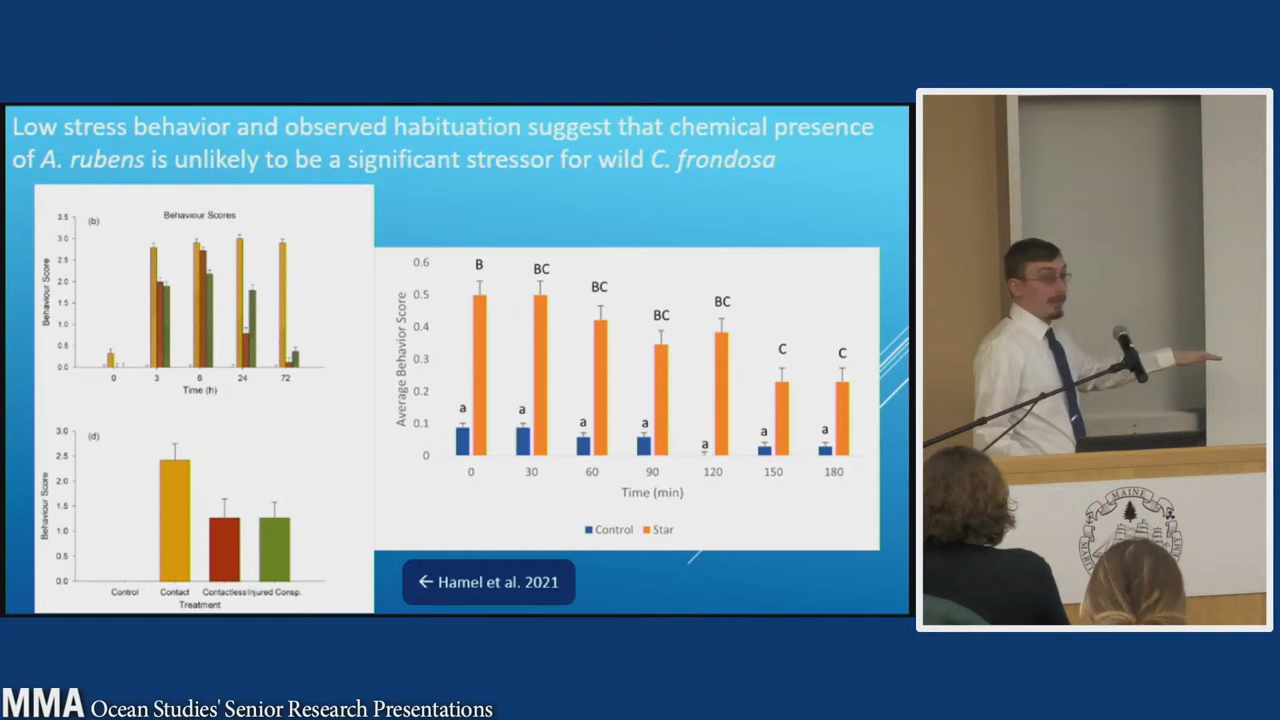 Low stress behavior and observed habituation suggest that chemical presence
of A. rubens is unlikely to be a significant stressor for wild C. frondosa
(b)
Behaviour Scores
Behaviour Score
3.5
3.0
2.5
2.0
1.5
1.0
0.5
0.0
0 3 6 24 72
Time (h)
(d)
Behaviour Score
3.0
2.5
2.0
1.5
1.0
0.5
0.0
Control Contact Contactless Injured Consp.
Treatment
Average Behavior Score
0.6
0.5
0.4
0.3
0.2
0.1
0
B BC BC BC BC C C
a a a a a a a
0 30 60 90 120 150 180
Time (min)
Control Star
← Hamel et al. 2021
MAINE
MMA Ocean Studies' Senior Research Presentations